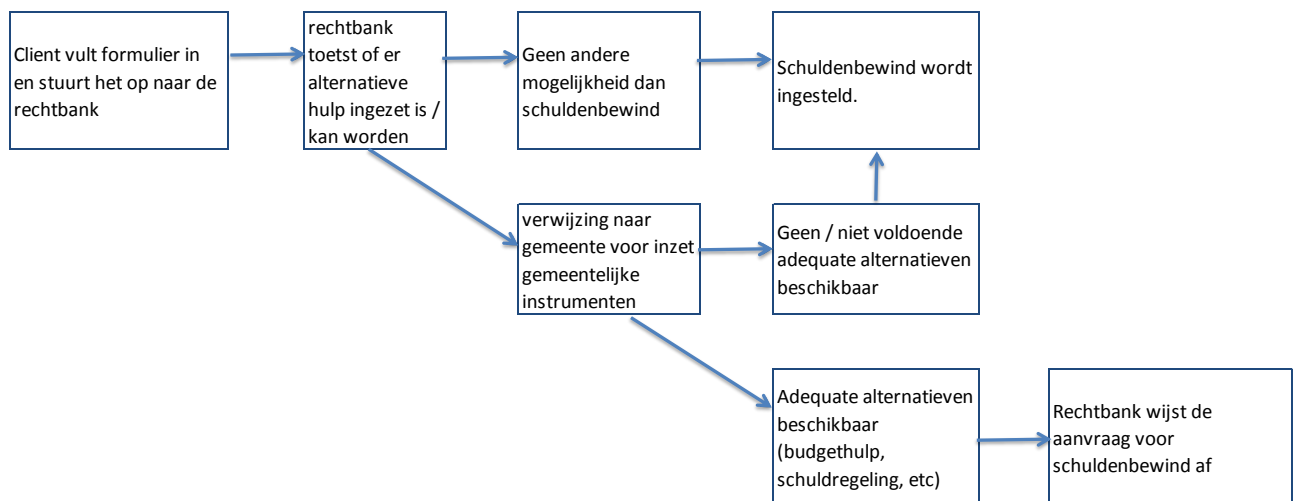 Client vult formulier in
en stuurt het op naar de
rechtbank
rechtbank
toetst of er
alternatieve
hulp ingezet is /
kan worden
Geen andere
mogelijkheid dan
schuldenbewind
Schuldenbewind wordt
ingesteld.
verwijzing naar
gemeente voor inzet
gemeentelijke
instrumenten
Geen / niet voldoende
adequate alternatieven
beschikbaar
Adequate alternatieven
beschikbaar
(budgethulp,
schuldregeling, etc)
Rechtbank wijst de
aanvraag voor
schuldenbewind af